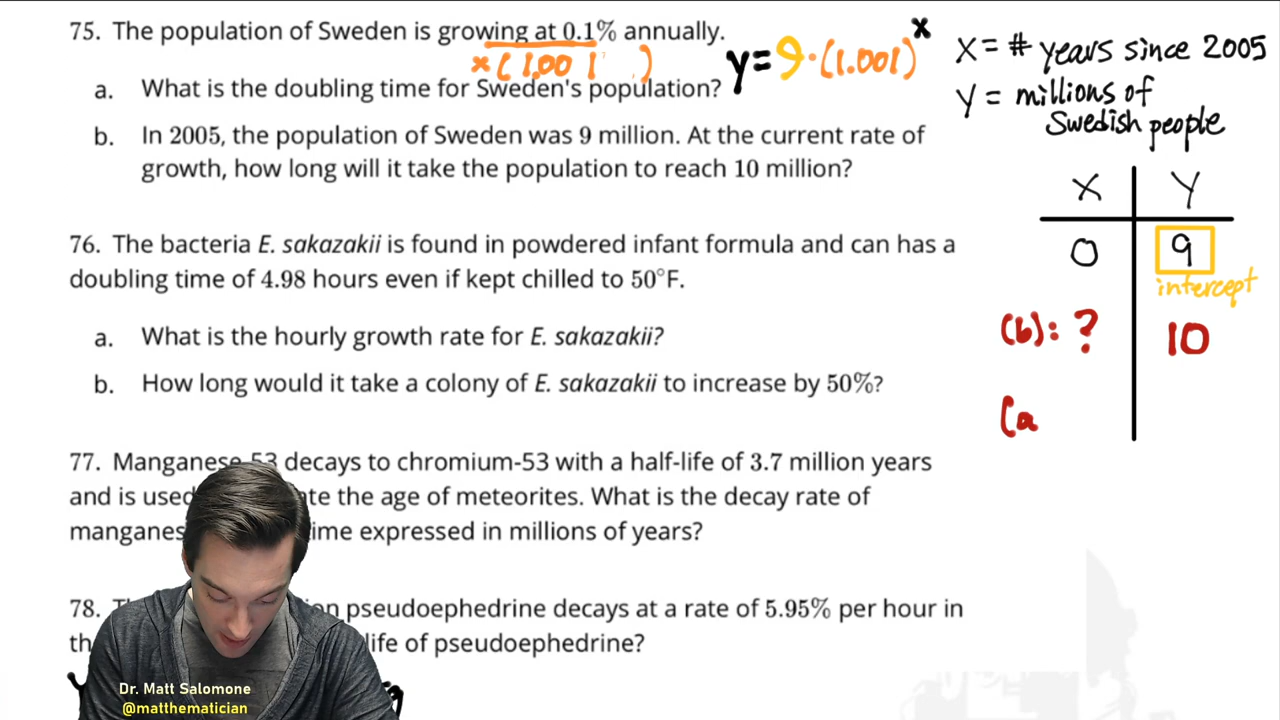 75. The population of Sweden is growing at 0.1% annually.
×(1.001 )
y=9·(1.001)^x
X = # years since 2005
Y = millions of
Swedish people
a. What is the doubling time for Sweden's population?
b. In 2005, the population of Sweden was 9 million. At the current rate of
growth, how long will it take the population to reach 10 million?
X Y
0 9
intercept
(b): ? 10
(a
76. The bacteria E. sakazakii is found in powdered infant formula and can has a
doubling time of 4.98 hours even if kept chilled to 50°F.
a. What is the hourly growth rate for E. sakazakii?
b. How long would it take a colony of E. sakazakii to increase by 50%?
77. Manganese-53 decays to chromium-53 with a half-life of 3.7 million years
and is used te the age of meteorites. What is the decay rate of
manganes ime expressed in millions of years?
78. T on pseudoephedrine decays at a rate of 5.95% per hour in
th life of pseudoephedrine?
Dr. Matt Salomone
@matthematician